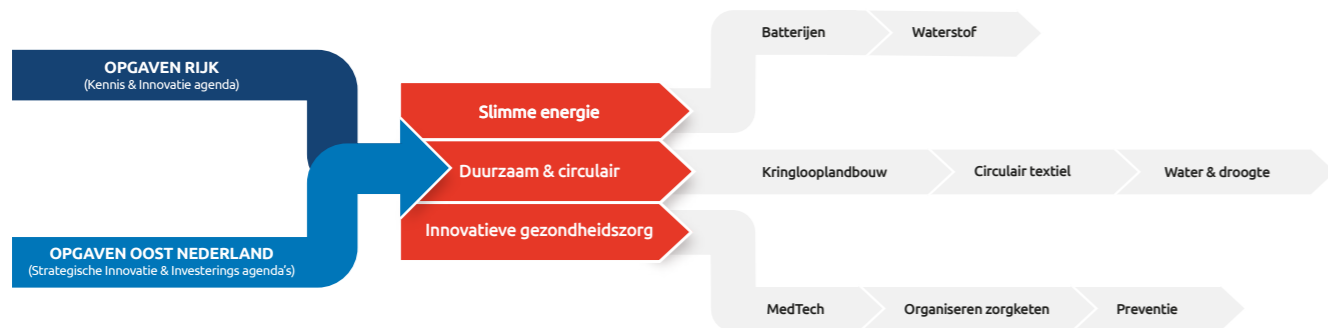 OPGAVEN RIJK
(Kennis & Innovatie agenda)
OPGAVEN OOST NEDERLAND
(Strategische Innovatie & Investerings agenda's)
Slimme energie
Duurzaam & circulair
Innovatieve gezondheidszorg
Batterijen
Waterstof
Kringlooplandbouw
Circulair textiel
Water & droogte
MedTech
Organiseren zorgketen
Preventie